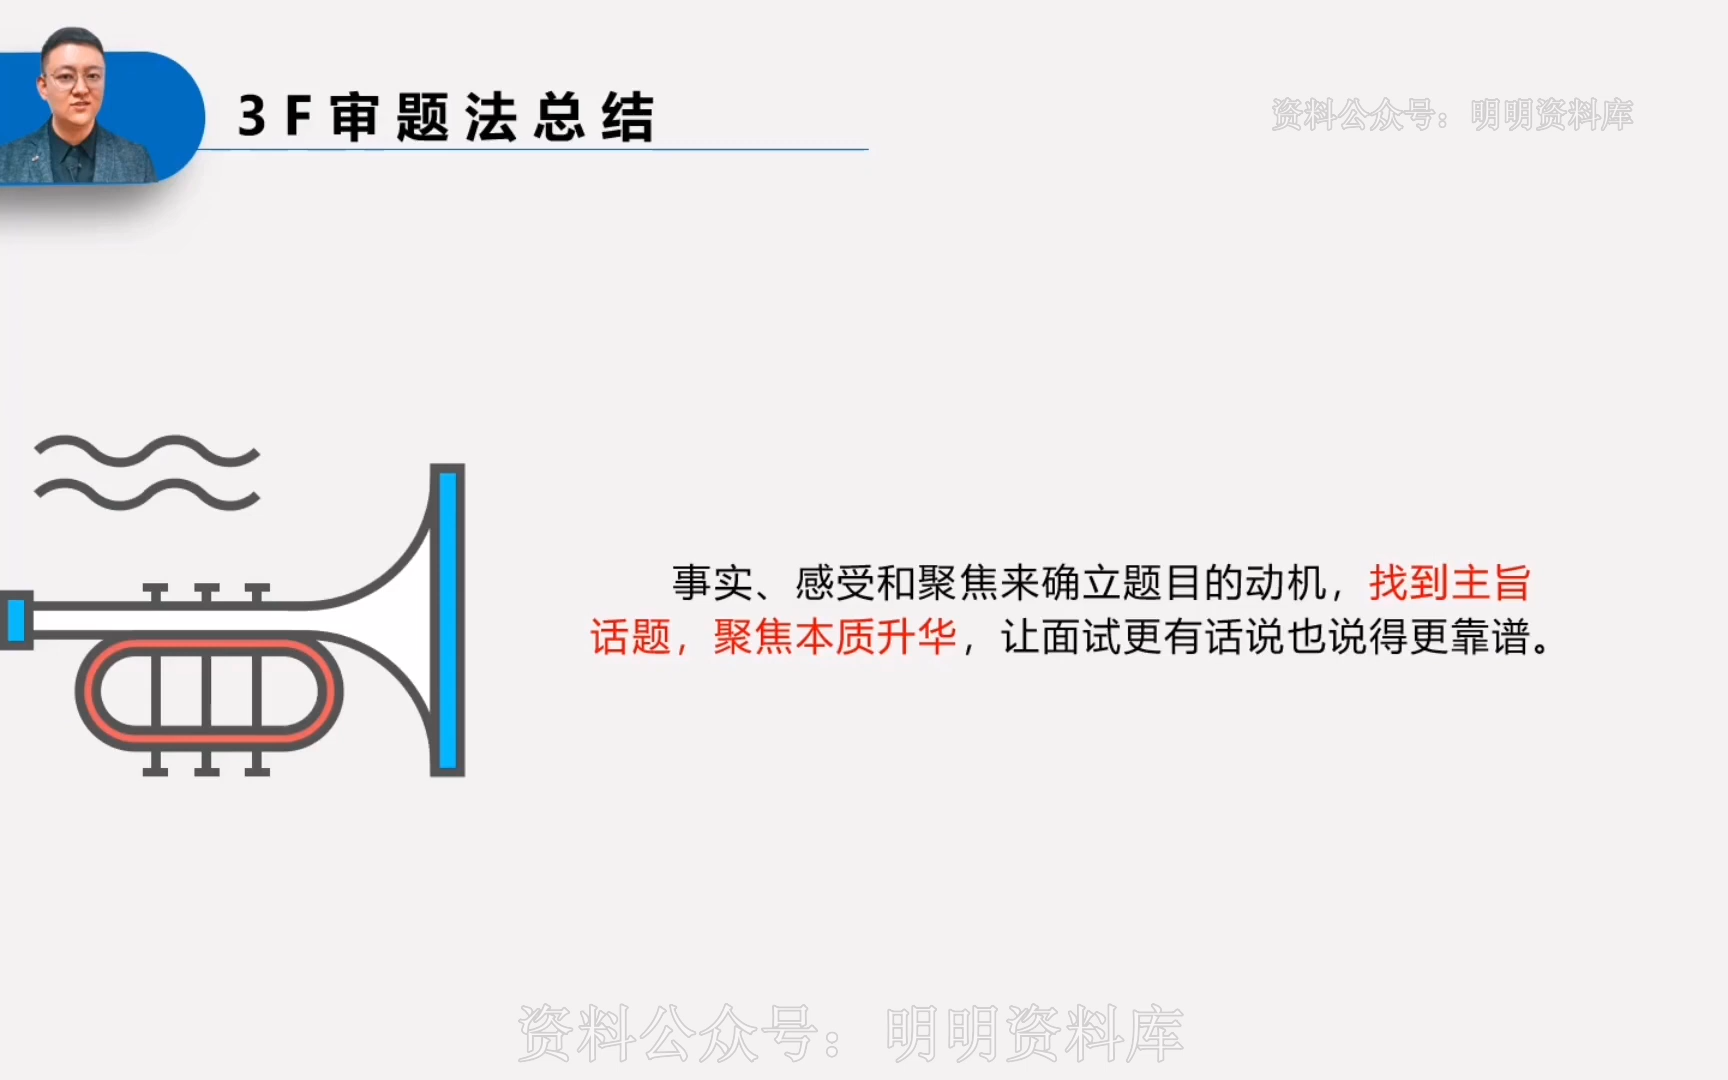 3F审题法总结
资料公众号：明明资料库
事实、感受和聚焦来确立题目的动机，找到主旨
话题，聚焦本质升华，让面试更有话说也说得更靠谱。
资料公众号：明明资料库